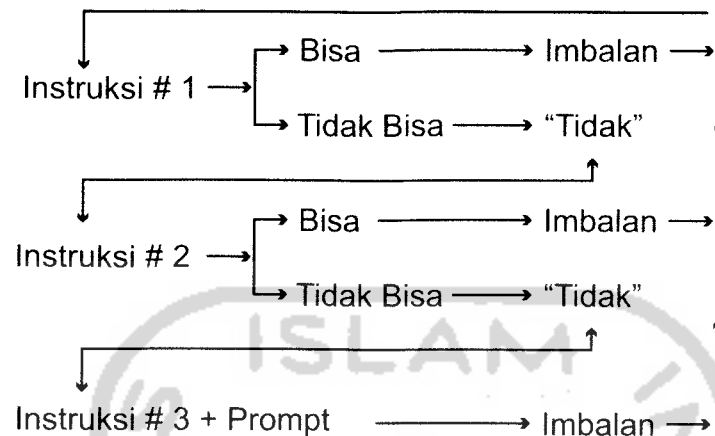 Bisa Imbalan
Instruksi # 1
Tidak Bisa “Tidak”
Bisa Imbalan
Instruksi # 2
Tidak Bisa “Tidak”
ISLAM
Instruksi # 3 + Prompt Imbalan